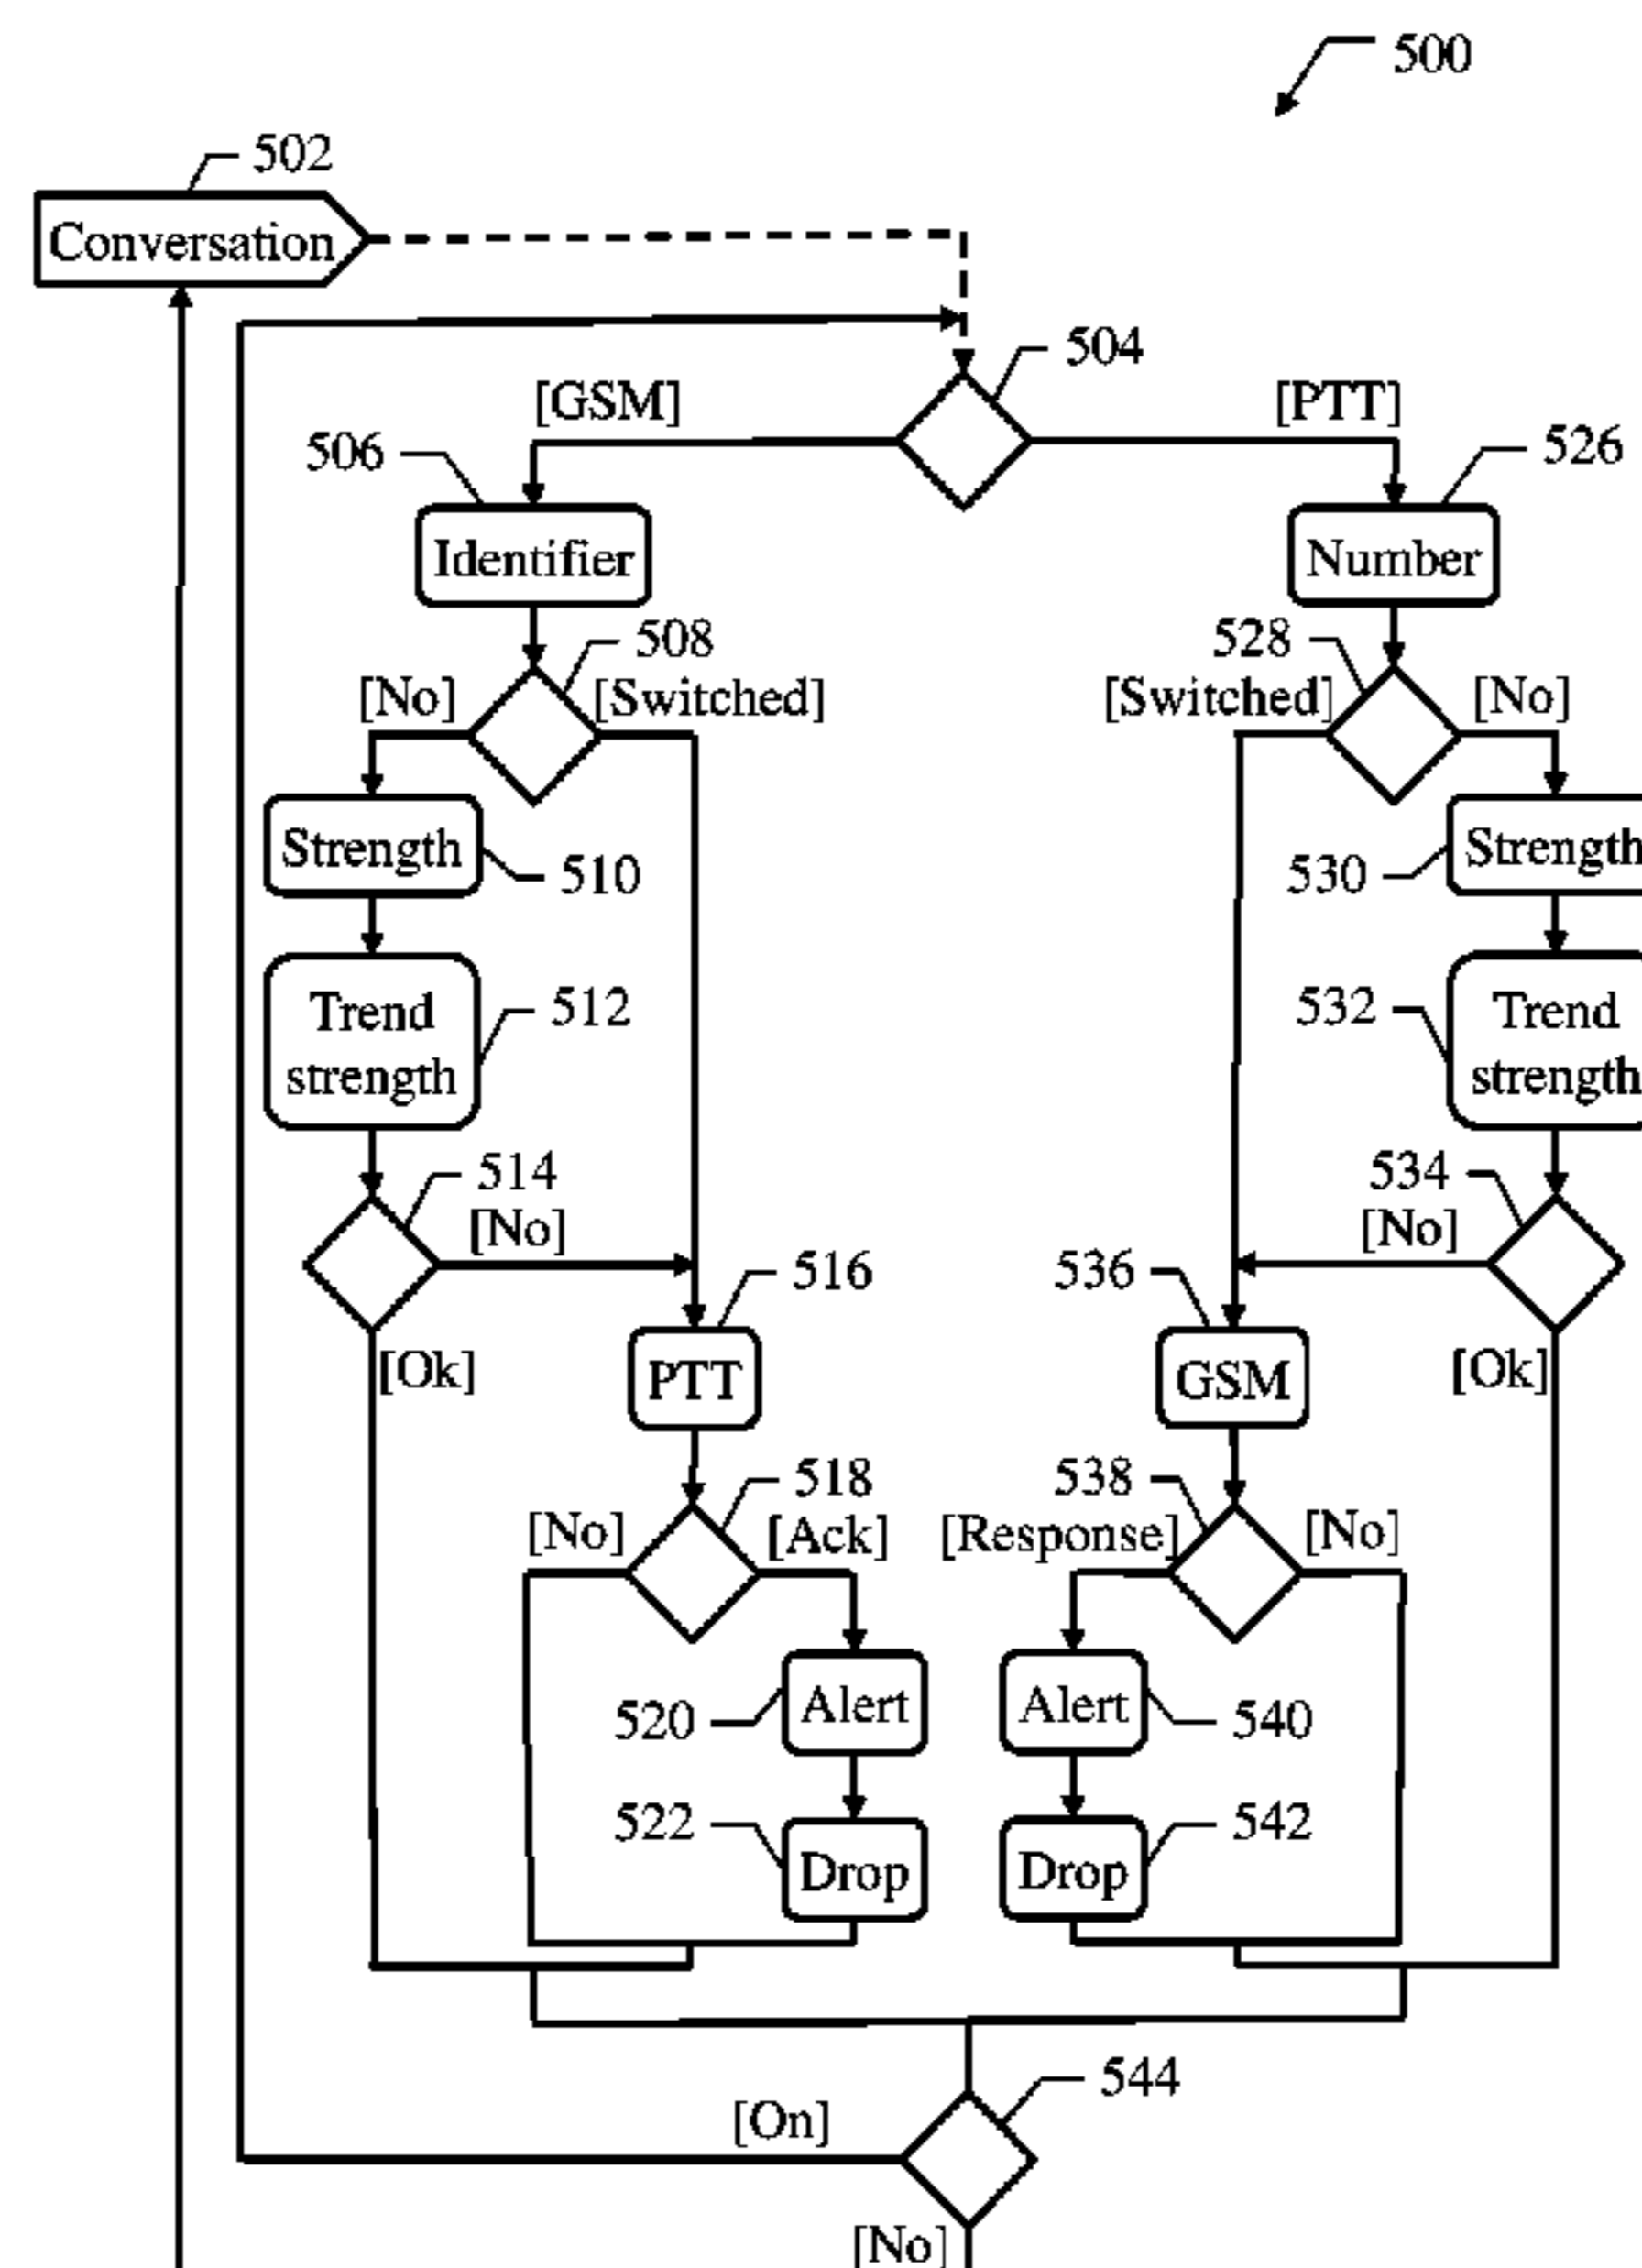 500
502
Conversation
504
[GSM]
[PTT]
506
526
Identifier
Number
508
528
[No]
[Switched]
[Switched]
[No]
Strength
510
530
Strength
Trend
strength
512
532
Trend
strength
514
[No]
534
[No]
516
536
[Ok]
PTT
GSM
[Ok]
518
538
[No]
[Ack]
[Response]
[No]
520
Alert
Alert
540
522
Drop
Drop
542
544
[On]
[No]